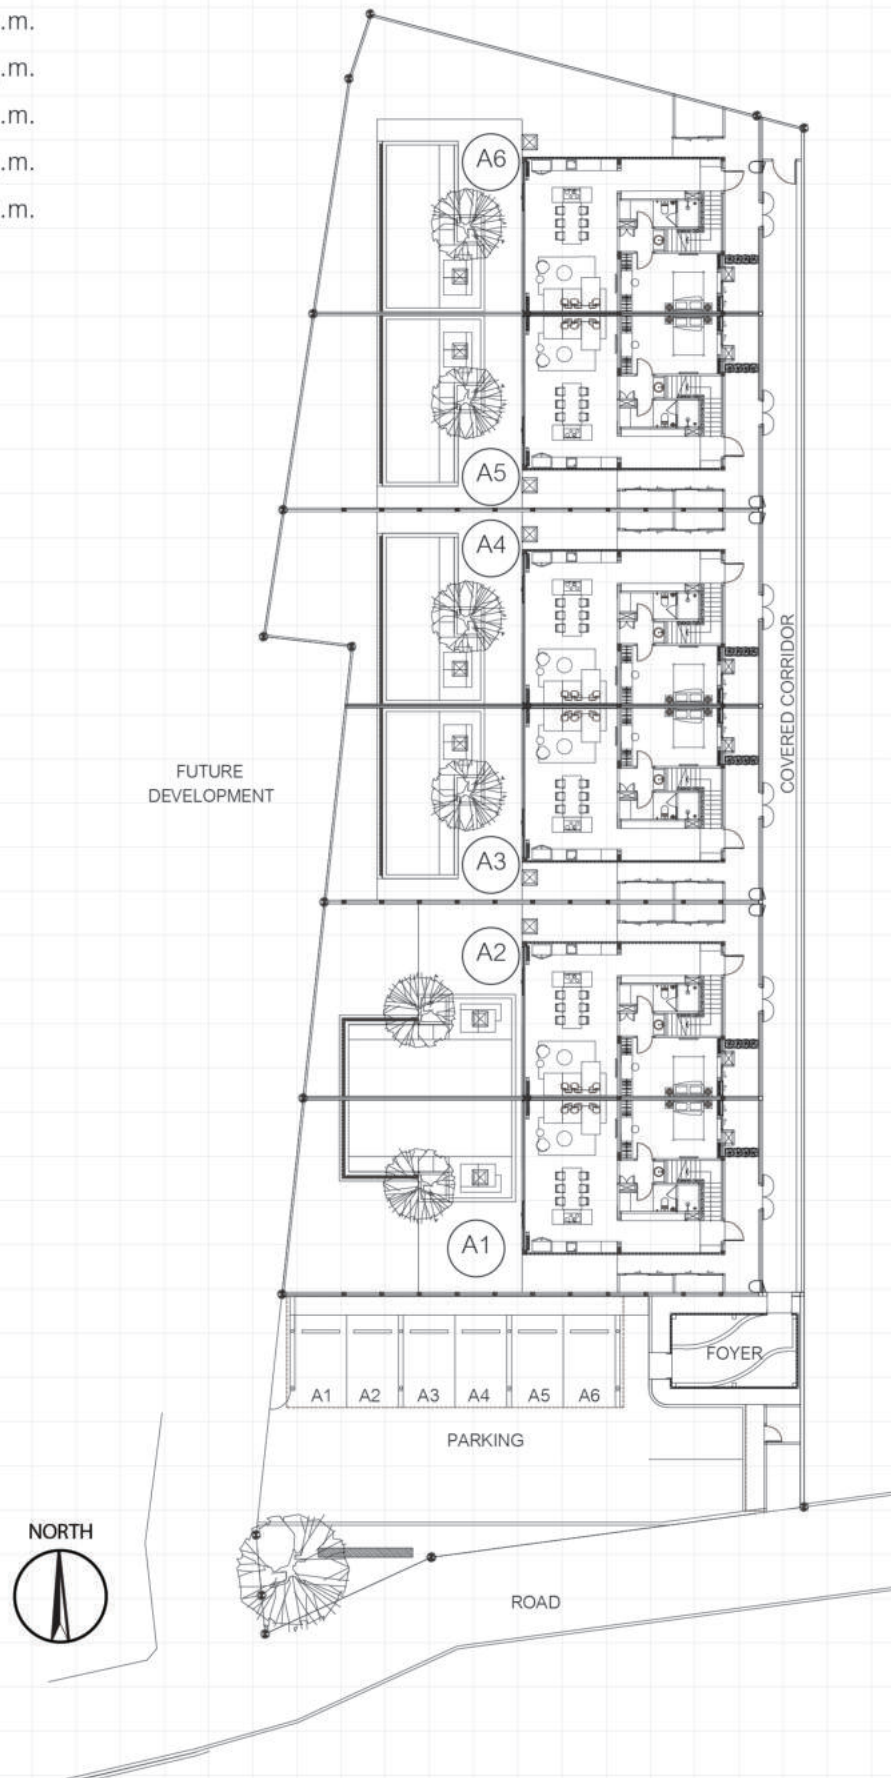 .m.
.m.
.m.
.m.
.m.
A6
A5
A4
COVERED CORRIDOR
FUTURE
DEVELOPMENT
A3
A2
A1
FOYER
A1 A2 A3 A4 A5 A6
PARKING
NORTH
ROAD